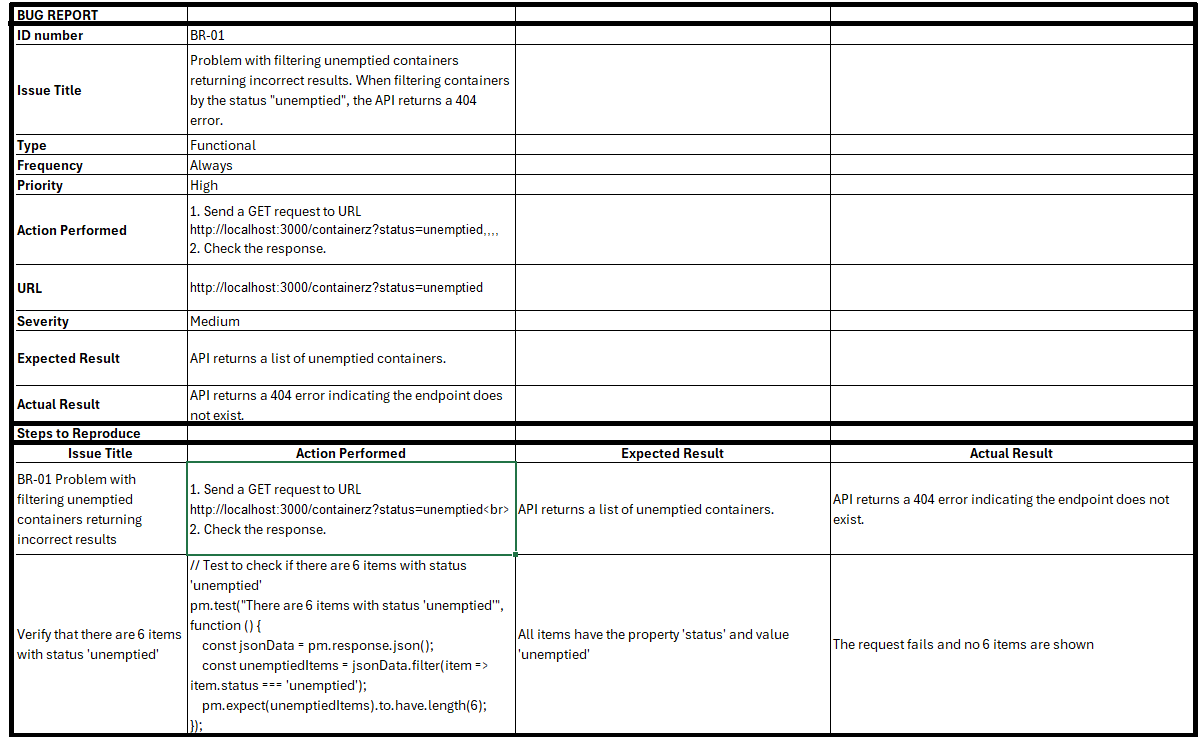 BUG REPORT
ID number
BR-01
Issue Title
Problem with filtering unemptied containers
returning incorrect results. When filtering containers
by the status "unemptied", the API returns a 404
error.
Type
Functional
Frequency
Always
Priority
High
Action Performed
1. Send a GET request to URL
http://localhost:3000/containerz?status=unemptied,,,,
2. Check the response.
URL
http://localhost:3000/containerz?status=unemptied
Severity
Medium
Expected Result
API returns a list of unemptied containers.
Actual Result
API returns a 404 error indicating the endpoint does
not exist.
Steps to Reproduce
Issue Title
Action Performed
Expected Result
Actual Result
BR-01 Problem with
filtering unemptied
containers returning
incorrect results
1. Send a GET request to URL
http://localhost:3000/containerz?status=unemptied<br>
2. Check the response.
API returns a list of unemptied containers.
API returns a 404 error indicating the endpoint does not
exist.
Verify that there are 6 items
with status 'unemptied'
// Test to check if there are 6 items with status
'unemptied'
pm.test("There are 6 items with status 'unemptied'",
function () {
const jsonData = pm.response.json();
const unemptiedItems = jsonData.filter(item =>
item.status === 'unemptied');
pm.expect(unemptiedItems).to.have.length(6);
});
All items have the property 'status' and value
'unemptied'
The request fails and no 6 items are shown